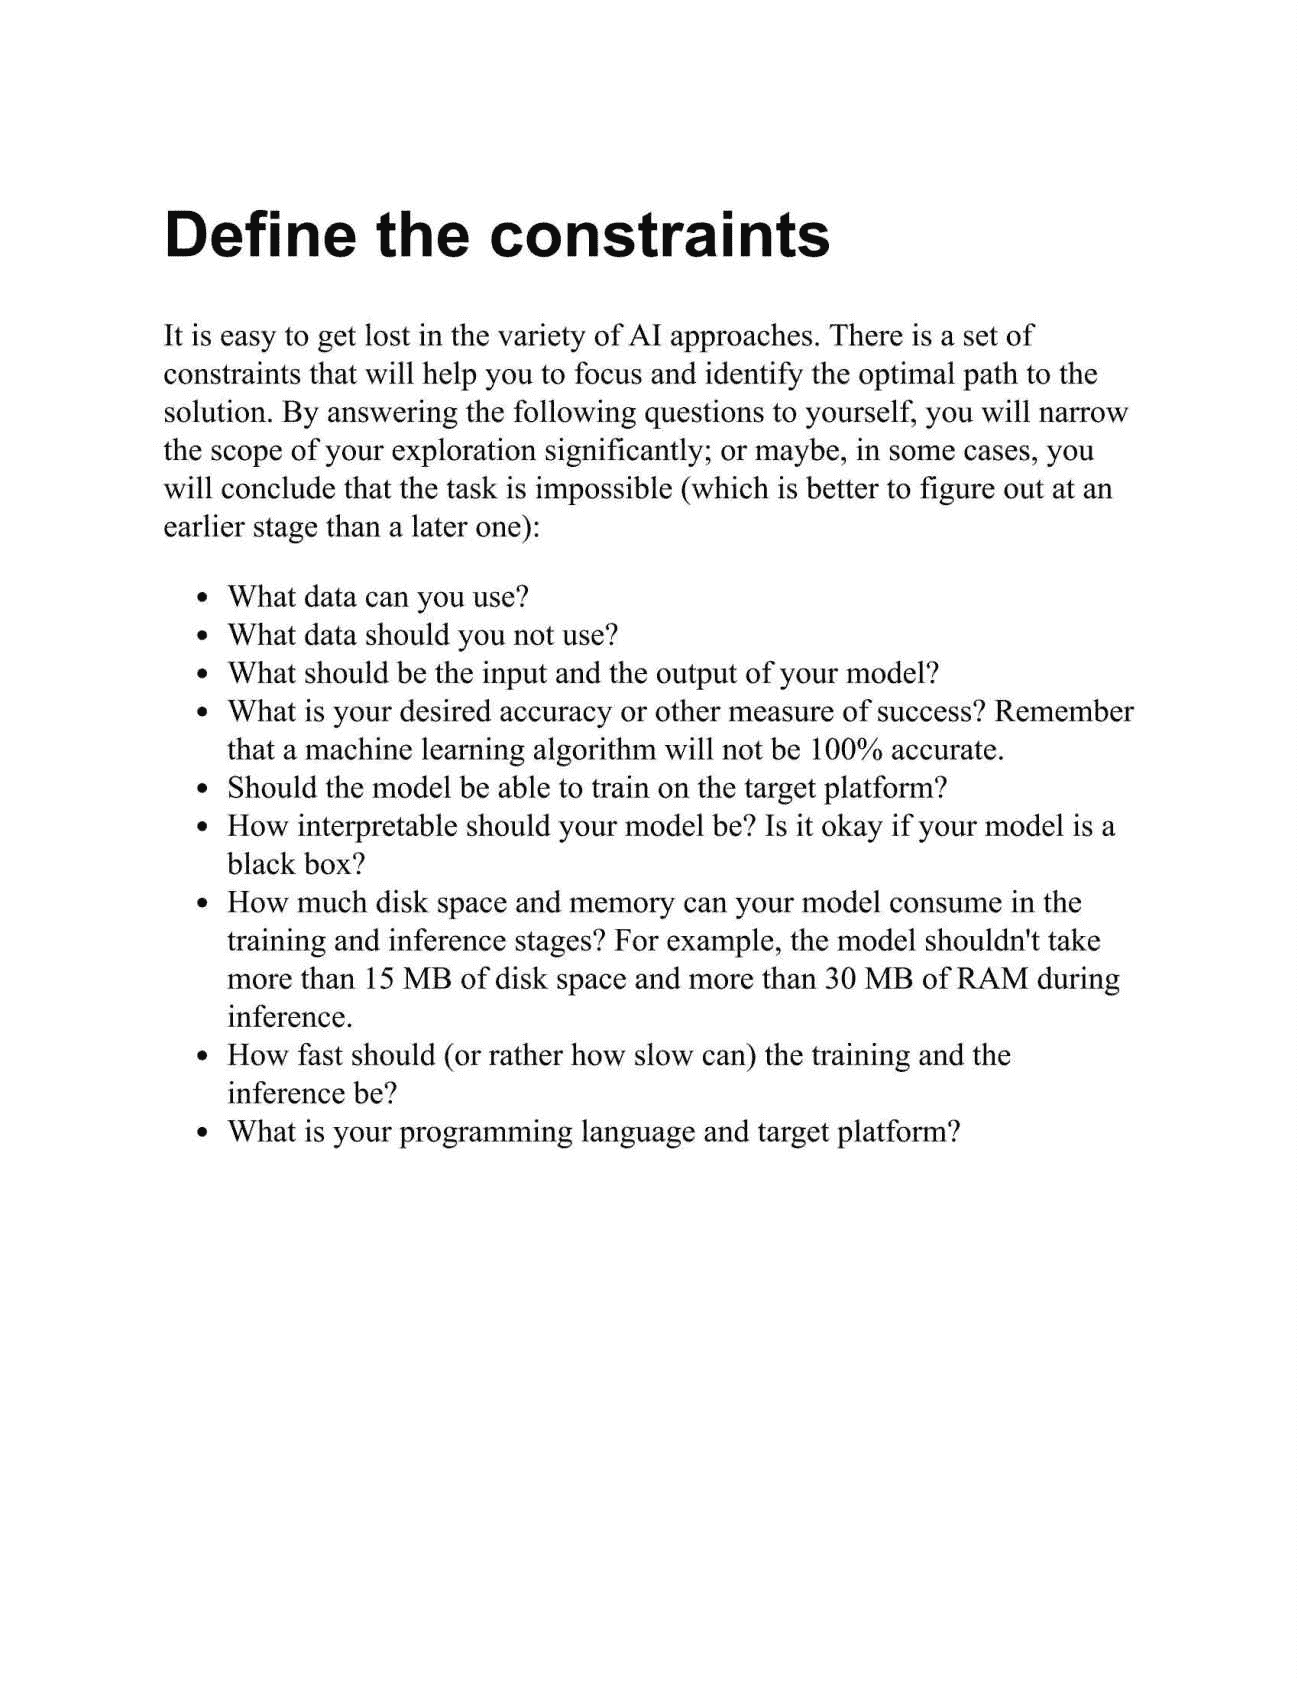 Define the constraints
It is easy to get lost in the variety of AI approaches. There is a set of
constraints that will help you to focus and identify the optimal path to the
solution. By answering the following questions to yourself, you will narrow
the scope of your exploration significantly; or maybe, in some cases, you
will conclude that the task is impossible (which is better to figure out at an
earlier stage than a later one):
• What data can you use?
• What data should you not use?
• What should be the input and the output of your model?
• What is your desired accuracy or other measure of success? Remember
that a machine learning algorithm will not be 100% accurate.
• Should the model be able to train on the target platform?
• How interpretable should your model be? Is it okay if your model is a
black box?
• How much disk space and memory can your model consume in the
training and inference stages? For example, the model shouldn't take
more than 15 MB of disk space and more than 30 MB of RAM during
inference.
• How fast should (or rather how slow can) the training and the
inference be?
• What is your programming language and target platform?